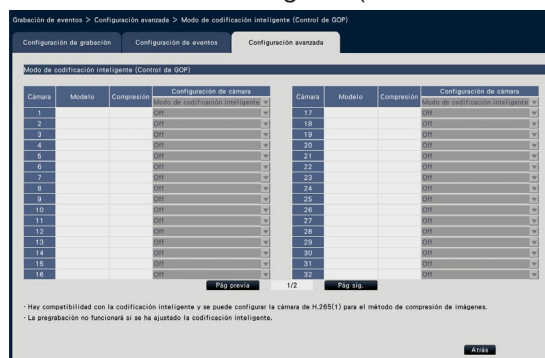 Grabación de eventos > Configuración avanzada > Modo de codificación inteligente (Control de GOP)
Configuración de grabación Configuración de eventos Configuración avanzada
Modo de codificación inteligente (Control de GOP)
Cámara Modelo Compresión Configuración de cámara Cámara Modelo Compresión Configuración de cámara
Modo de codificación inteligente Modo de codificación inteligente
1 Off 17 Off
2 Off 18 Off
3 Off 19 Off
4 Off 20 Off
5 Off 21 Off
6 Off 22 Off
7 Off 23 Off
8 Off 24 Off
9 Off 25 Off
10 Off 26 Off
11 Off 27 Off
12 Off 28 Off
13 Off 29 Off
14 Off 30 Off
15 Off 31 Off
16 Off 32 Off
Pág previa 1/2 Pág sig.
· Hay compatibilidad con la codificación inteligente y se puede configurar la cámara de H.265(1) para el método de compresión de imágenes.
· La pregrabación no funcionará si se ha ajustado la codificación inteligente.
Atrás